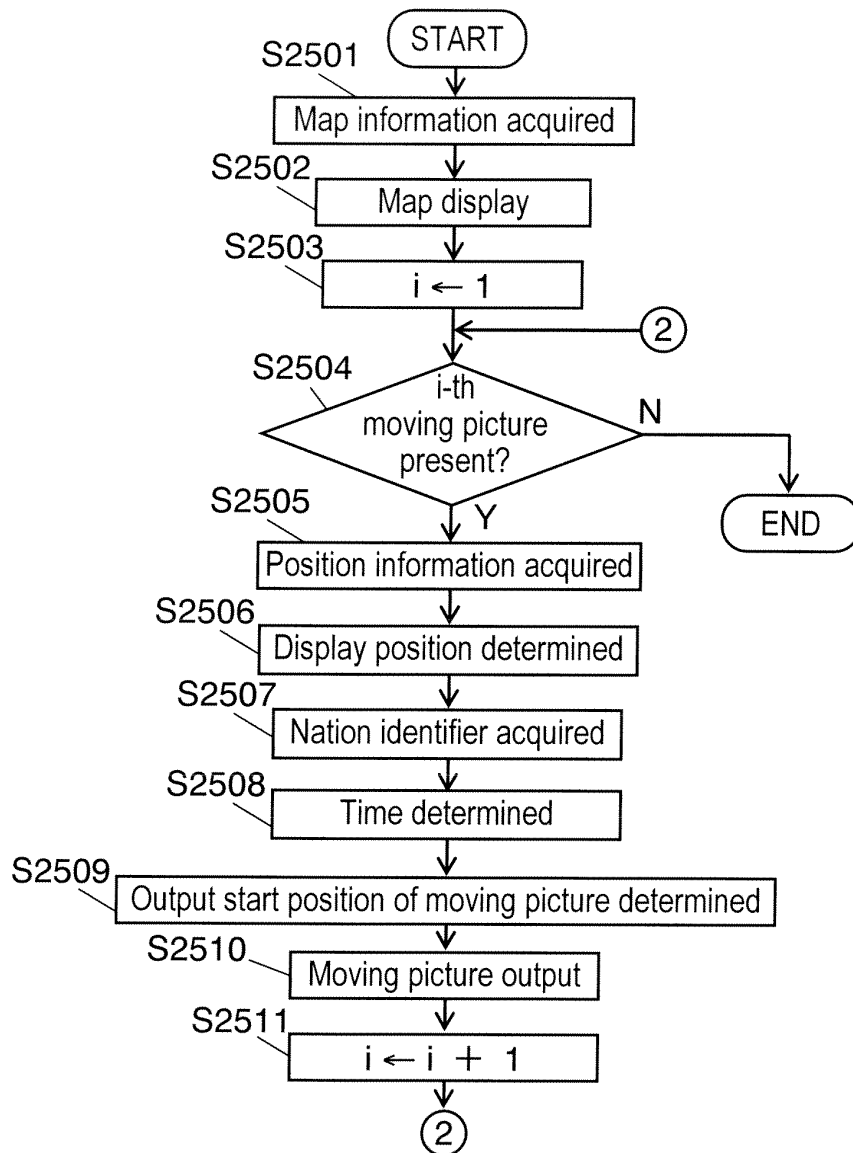 START
S2501
Map information acquired
S2502
Map display
S2503
i ← 1
2
S2504
i-th
moving picture
present?
N
END
Y
S2505
Position information acquired
S2506
Display position determined
S2507
Nation identifier acquired
S2508
Time determined
S2509
Output start position of moving picture determined
S2510
Moving picture output
S2511
i ← i + 1
2